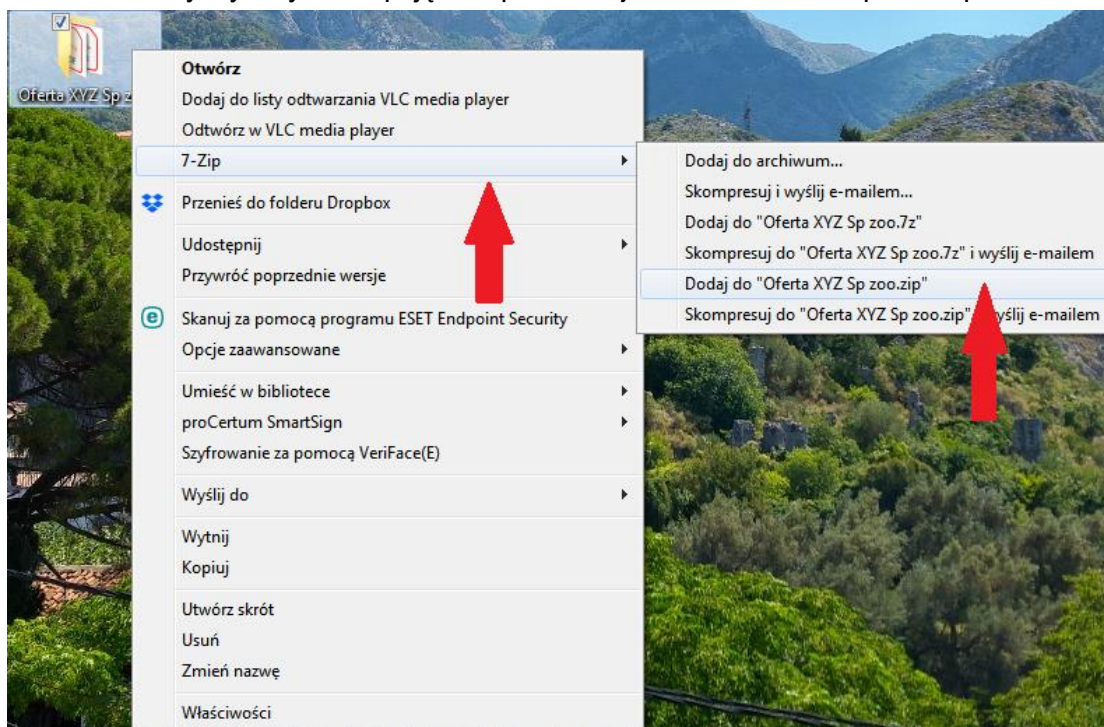 Oferta XYZ Sp z
Otwórz
Dodaj do listy odtwarzania VLC media player
Odtwórz w VLC media player
7-Zip
Przenieś do folderu Dropbox
Udostępnij
Przywróć poprzednie wersje
Skanuj za pomocą programu ESET Endpoint Security
Opcje zaawansowane
Umieść w bibliotece
proCertum SmartSign
Szyfrowanie za pomocą VeriFace(E)
Wyślij do
Wytnij
Kopiuj
Utwórz skrót
Usuń
Zmień nazwę
Właściwości
Dodaj do archiwum...
Skompresuj i wyślij e-mailem...
Dodaj do "Oferta XYZ Sp zoo.7z"
Skompresuj do "Oferta XYZ Sp zoo.7z" i wyślij e-mailem
Dodaj do "Oferta XYZ Sp zoo.zip"
Skompresuj do "Oferta XYZ Sp zoo.zip" wyślij e-mailem